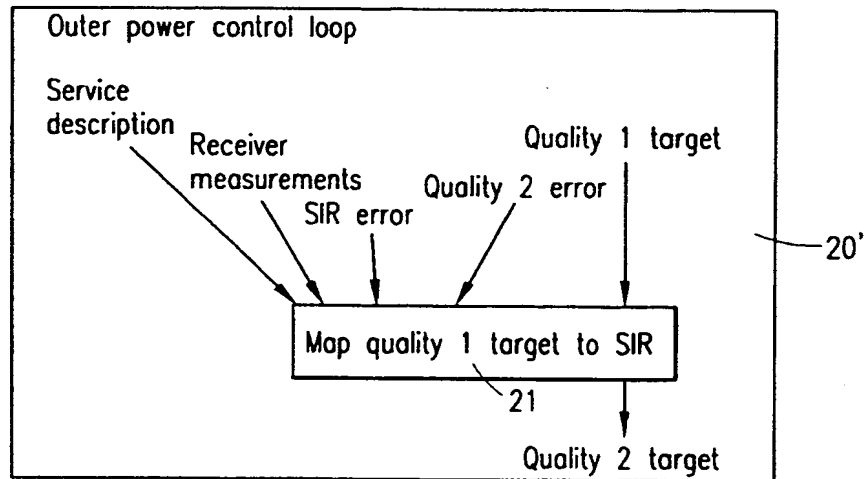 Outer power control loop
Service
description
Receiver
measurements
SIR error
Quality 2 error
Quality 1 target
20'
Map quality 1 target to SIR
21
Quality 2 target